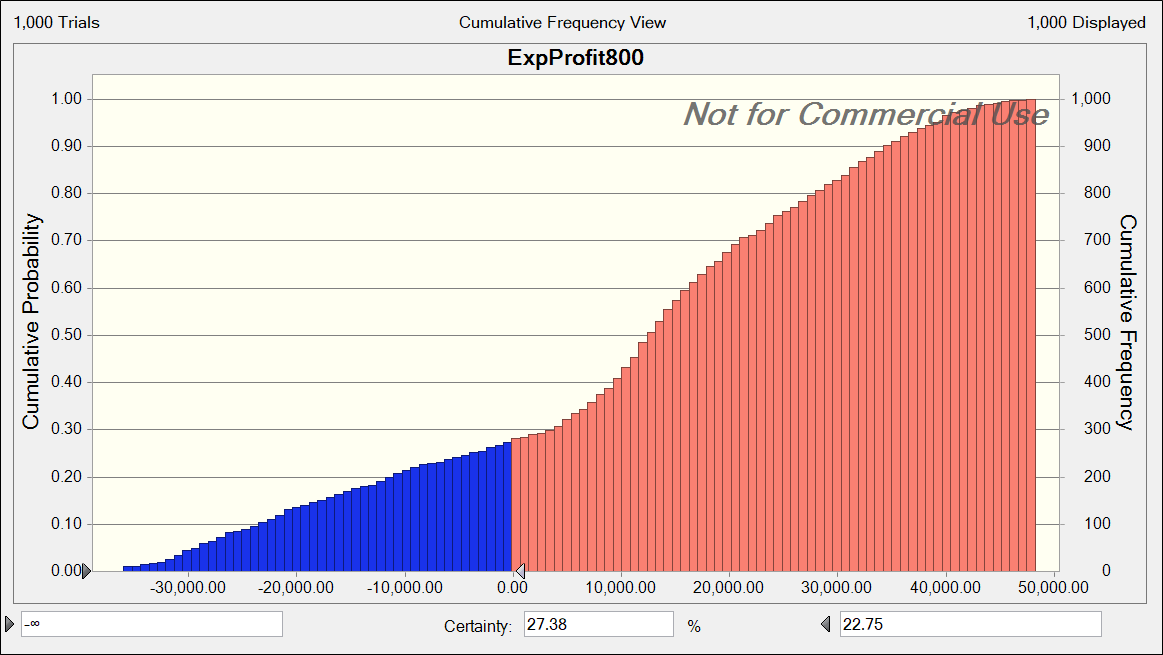 1,000 Trials
Cumulative Frequency View
1,000 Displayed
ExpProfit800
Not for Commercial Use
Cumulative Probability
1.00
0.90
0.80
0.70
0.60
0.50
0.40
0.30
0.20
0.10
0.00
1,000
900
800
700
600
500
400
300
200
100
0
Cumulative Frequency
-30,000.00 -20,000.00 -10,000.00 0.00 10,000.00 20,000.00 30,000.00 40,000.00 50,000.00
-∞
Certainty: 27.38 %
22.75